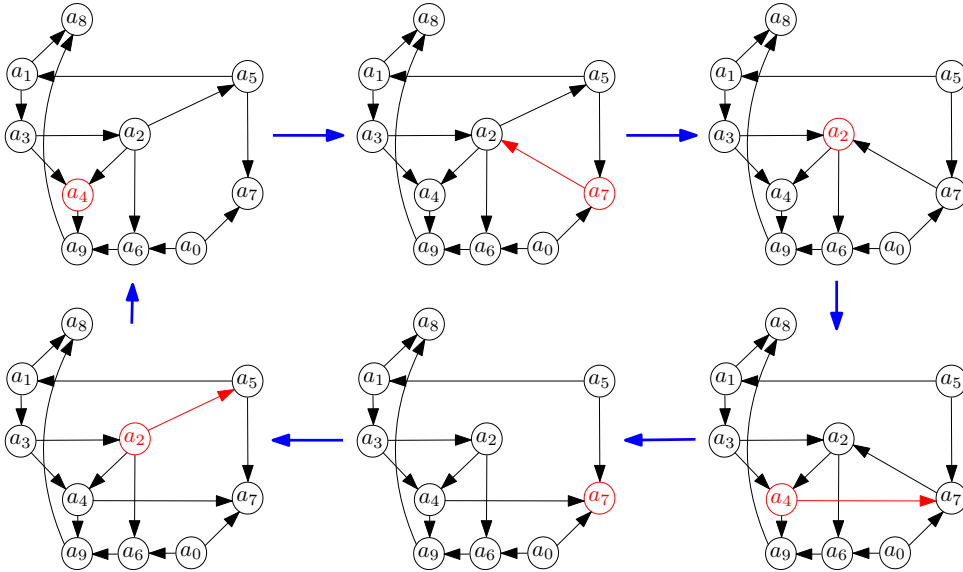 a₈ a₈ a₈
a₁ a₅ a₁ a₅ a₁ a₅
a₃ a₂ a₃ a₂ a₃ a₂
a₄ a₇ a₄ a₇ a₄ a₇
a₉ a₆ a₀ a₉ a₆ a₀ a₉ a₆ a₀
a₈ a₈ a₈
a₁ a₅ a₁ a₅ a₁ a₅
a₃ a₂ a₃ a₂ a₃ a₂
a₄ a₇ a₄ a₇ a₄ a₇
a₉ a₆ a₀ a₉ a₆ a₀ a₉ a₆ a₀